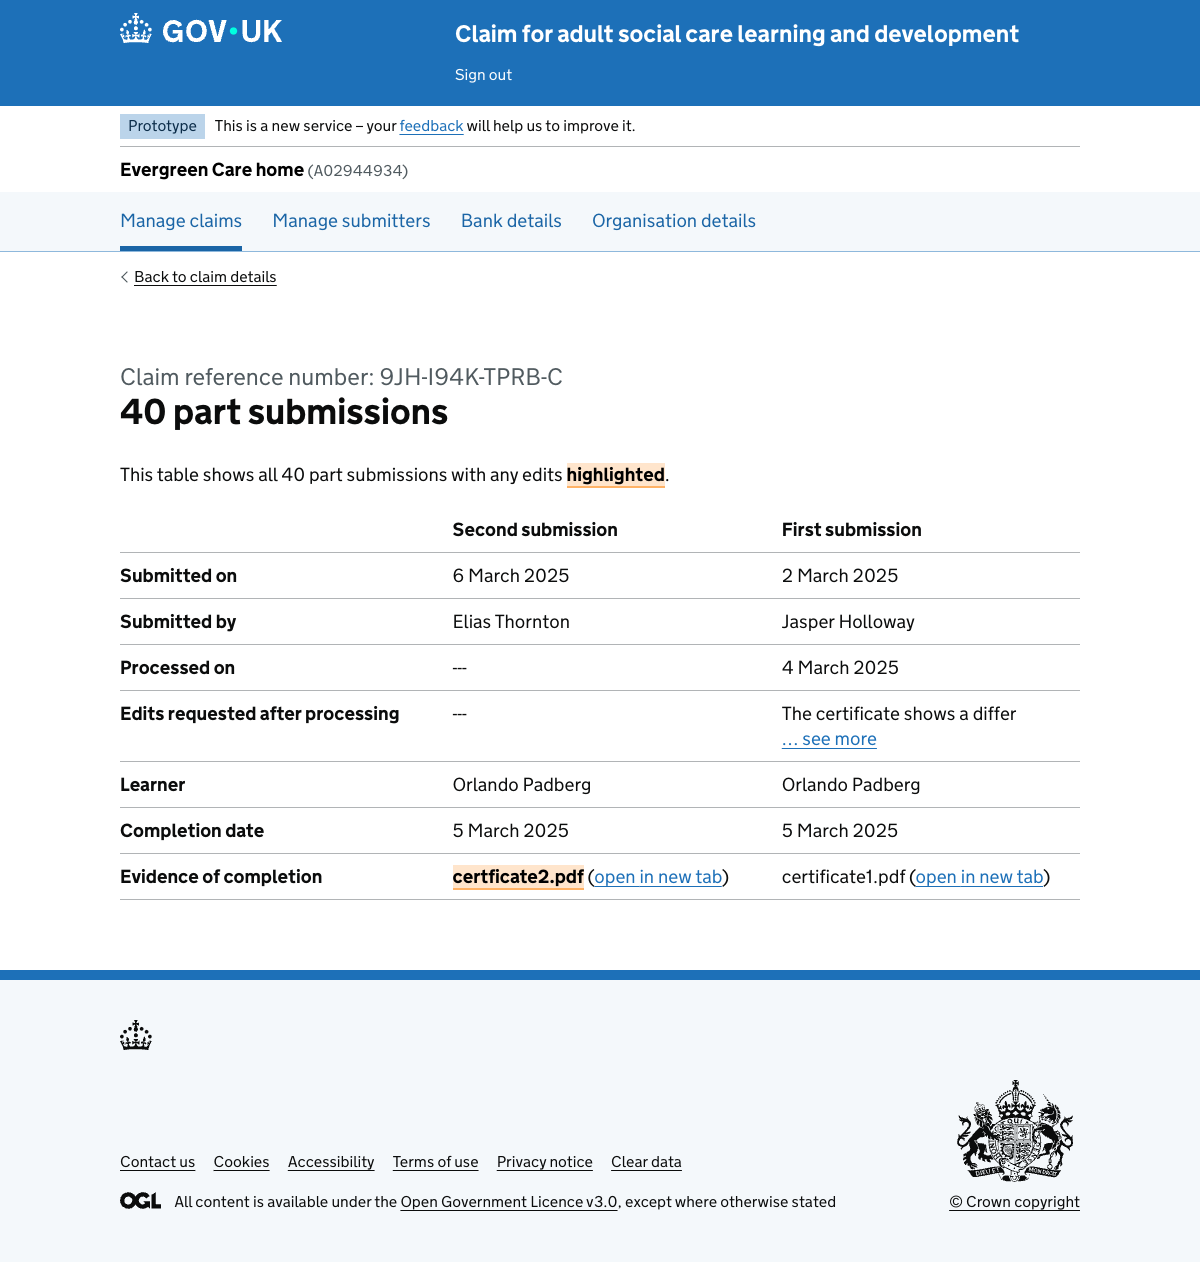 GOV·UK
Claim for adult social care learning and development
Sign out
Prototype This is a new service – your feedback will help us to improve it.
Evergreen Care home (A02944934)
Manage claims Manage submitters Bank details Organisation details
Back to claim details
Claim reference number: 9JH-I94K-TPRB-C
40 part submissions
This table shows all 40 part submissions with any edits highlighted.
Second submission First submission
Submitted on 6 March 2025 2 March 2025
Submitted by Elias Thornton Jasper Holloway
Processed on --- 4 March 2025
Edits requested after processing --- The certificate shows a differ
... see more
Learner Orlando Padberg Orlando Padberg
Completion date 5 March 2025 5 March 2025
Evidence of completion certficate2.pdf (open in new tab) certificate1.pdf (open in new tab)
Contact us Cookies Accessibility Terms of use Privacy notice Clear data
OGL All content is available under the Open Government Licence v3.0, except where otherwise stated
© Crown copyright